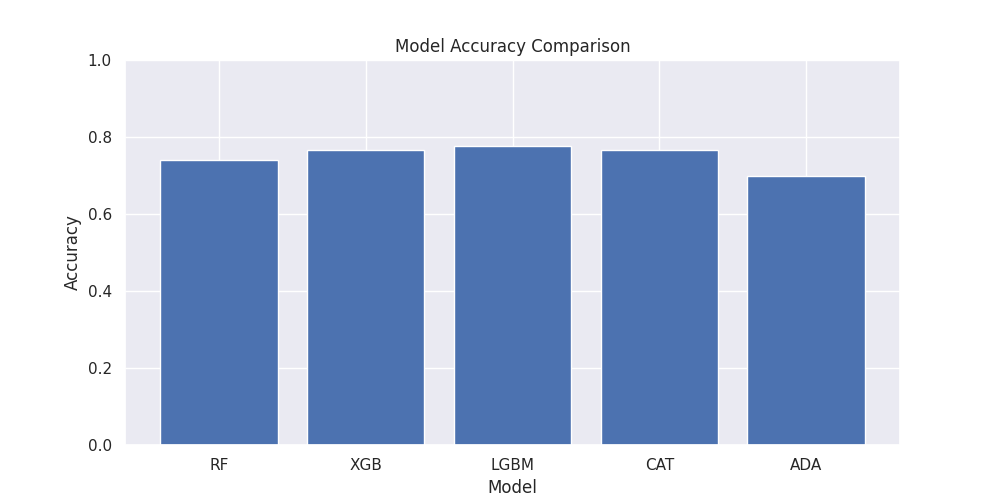 Model Accuracy Comparison
1.0
0.8
0.6
0.4
0.2
0.0
Accuracy
RF XGB LGBM CAT ADA
Model